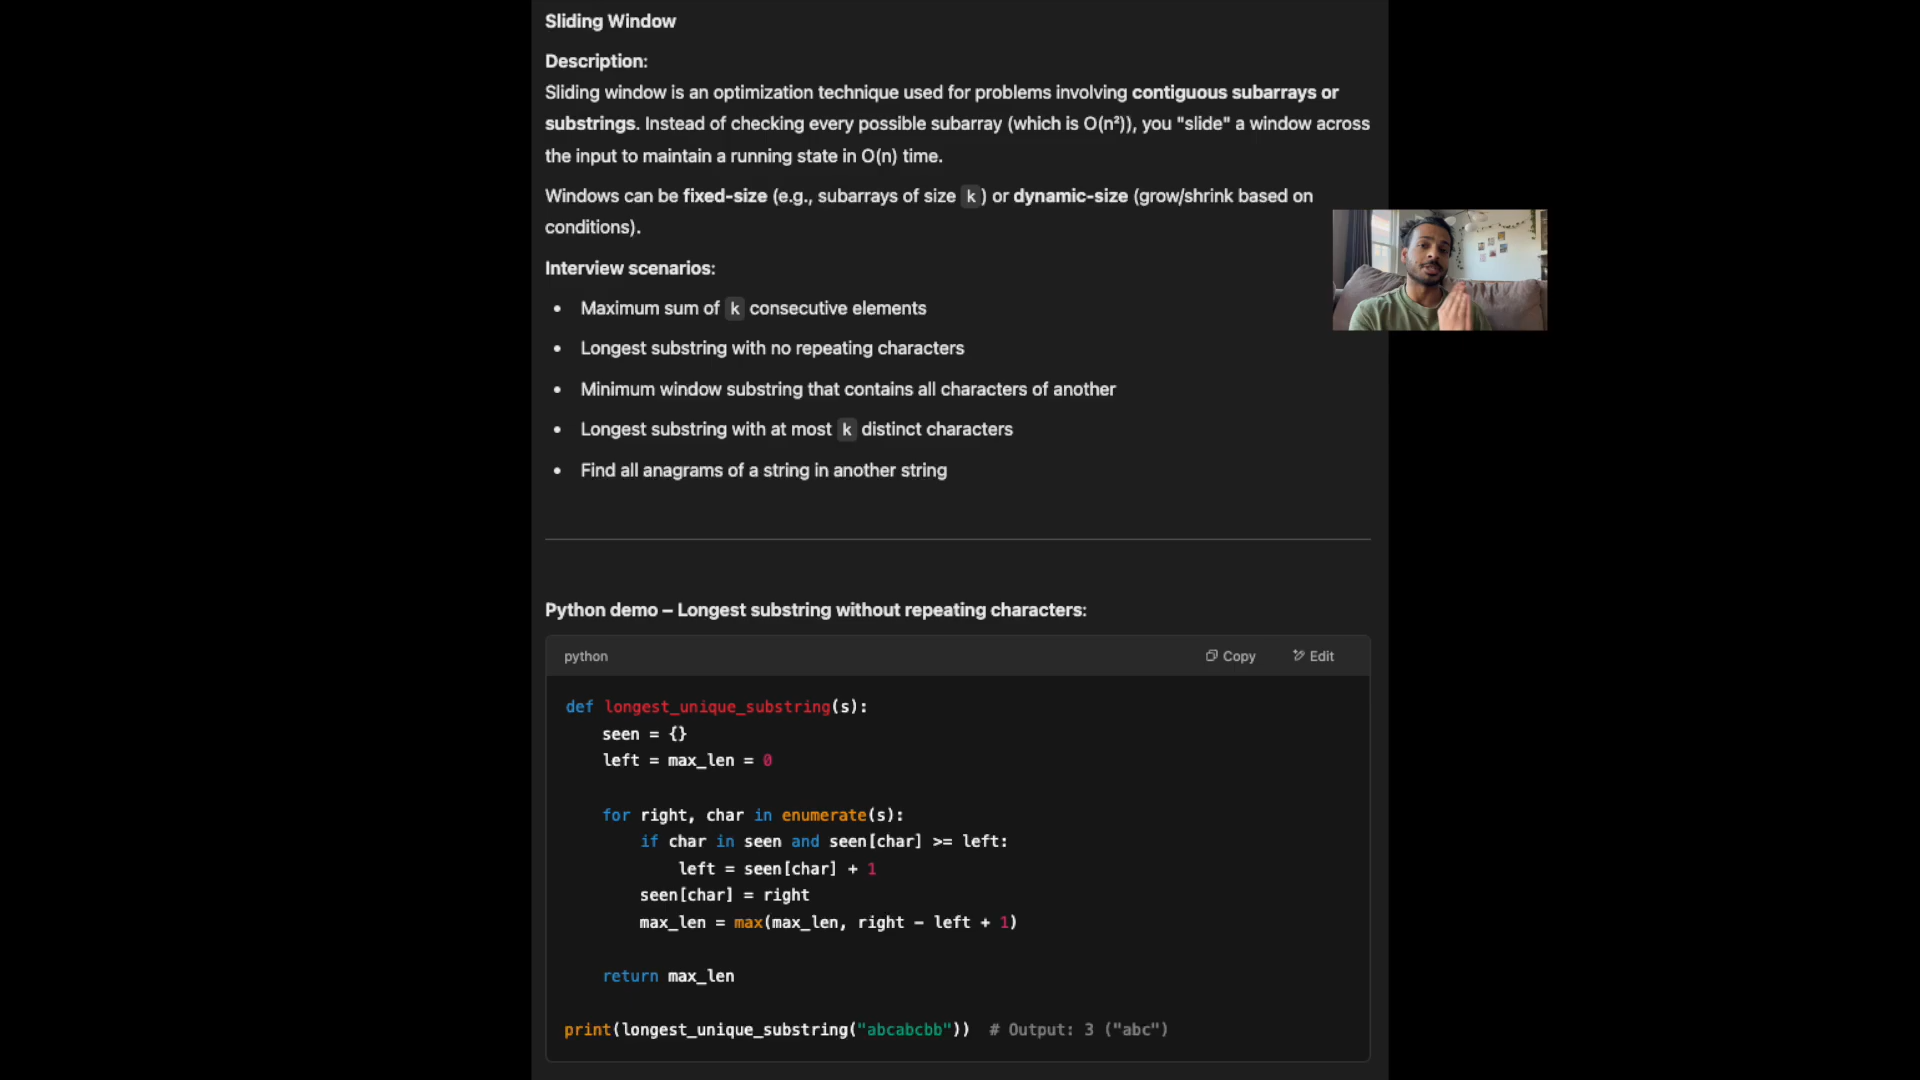 Sliding Window
Description:
Sliding window is an optimization technique used for problems involving contiguous subarrays or
substrings. Instead of checking every possible subarray (which is O(n²)), you "slide" a window across
the input to maintain a running state in O(n) time.
Windows can be fixed-size (e.g., subarrays of size k) or dynamic-size (grow/shrink based on
conditions).
Interview scenarios:
• Maximum sum of k consecutive elements
• Longest substring with no repeating characters
• Minimum window substring that contains all characters of another
• Longest substring with at most k distinct characters
• Find all anagrams of a string in another string
Python demo – Longest substring without repeating characters:
python Copy Edit
def longest_unique_substring(s):
    seen = {}
    left = max_len = 0
    for right, char in enumerate(s):
        if char in seen and seen[char] >= left:
            left = seen[char] + 1
        seen[char] = right
        max_len = max(max_len, right - left + 1)
    return max_len
print(longest_unique_substring("abcabcbb"))  # Output: 3 ("abc")